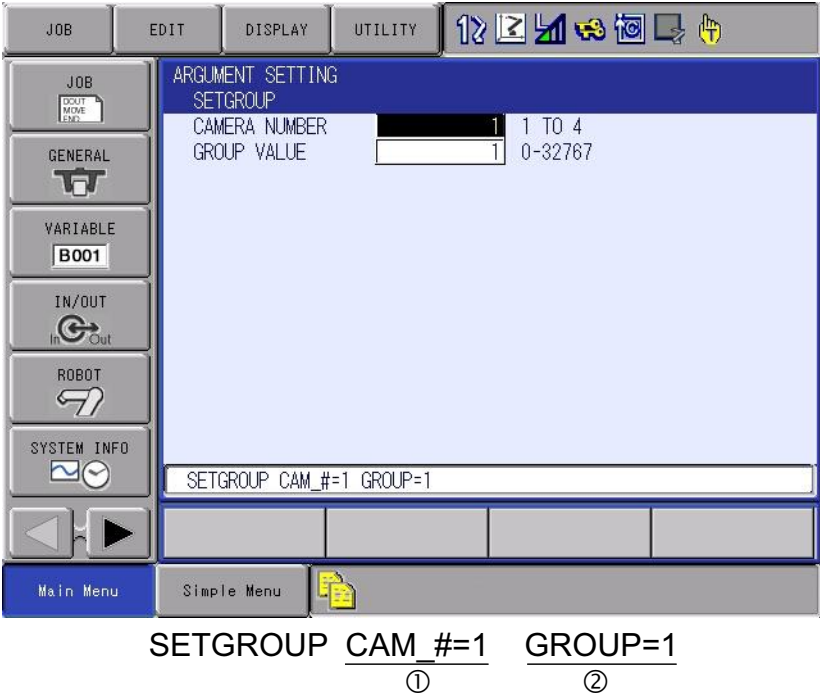 JOB EDIT DISPLAY UTILITY
JOB
DOUT
MOVE
END
GENERAL
VARIABLE
B001
IN/OUT
In Out
ROBOT
SYSTEM INFO
ARGUMENT SETTING
SETGROUP
CAMERA NUMBER 1 1 TO 4
GROUP VALUE 1 0-32767
SETGROUP CAM_#=1 GROUP=1
Main Menu Simple Menu
SETGROUP CAM_#=1 GROUP=1
① ②